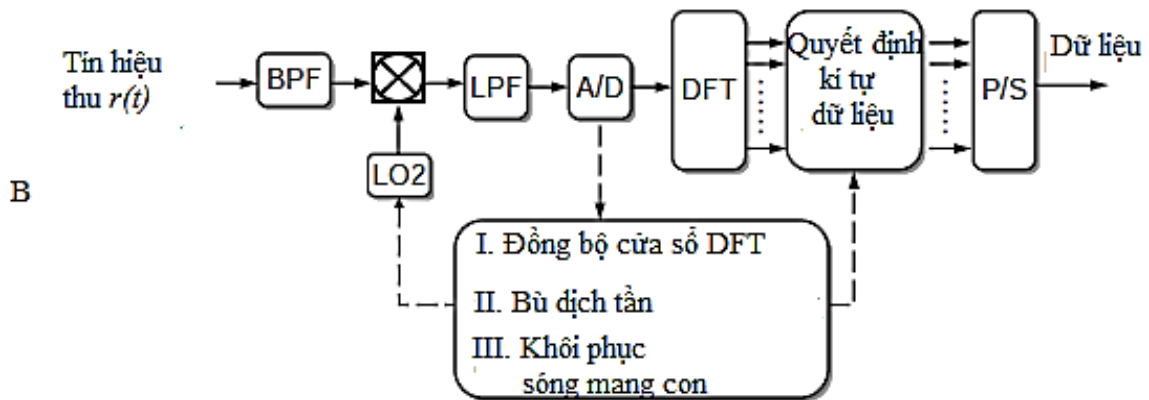 Tín hiệu
thu r(t)
BPF
LPF
A/D
DFT
Quyết định
kí tự
dữ liệu
P/S
Dữ liệu
LO2
B
I. Đồng bộ cửa sổ DFT
II. Bù dịch tần
III. Khôi phục
sóng mang con